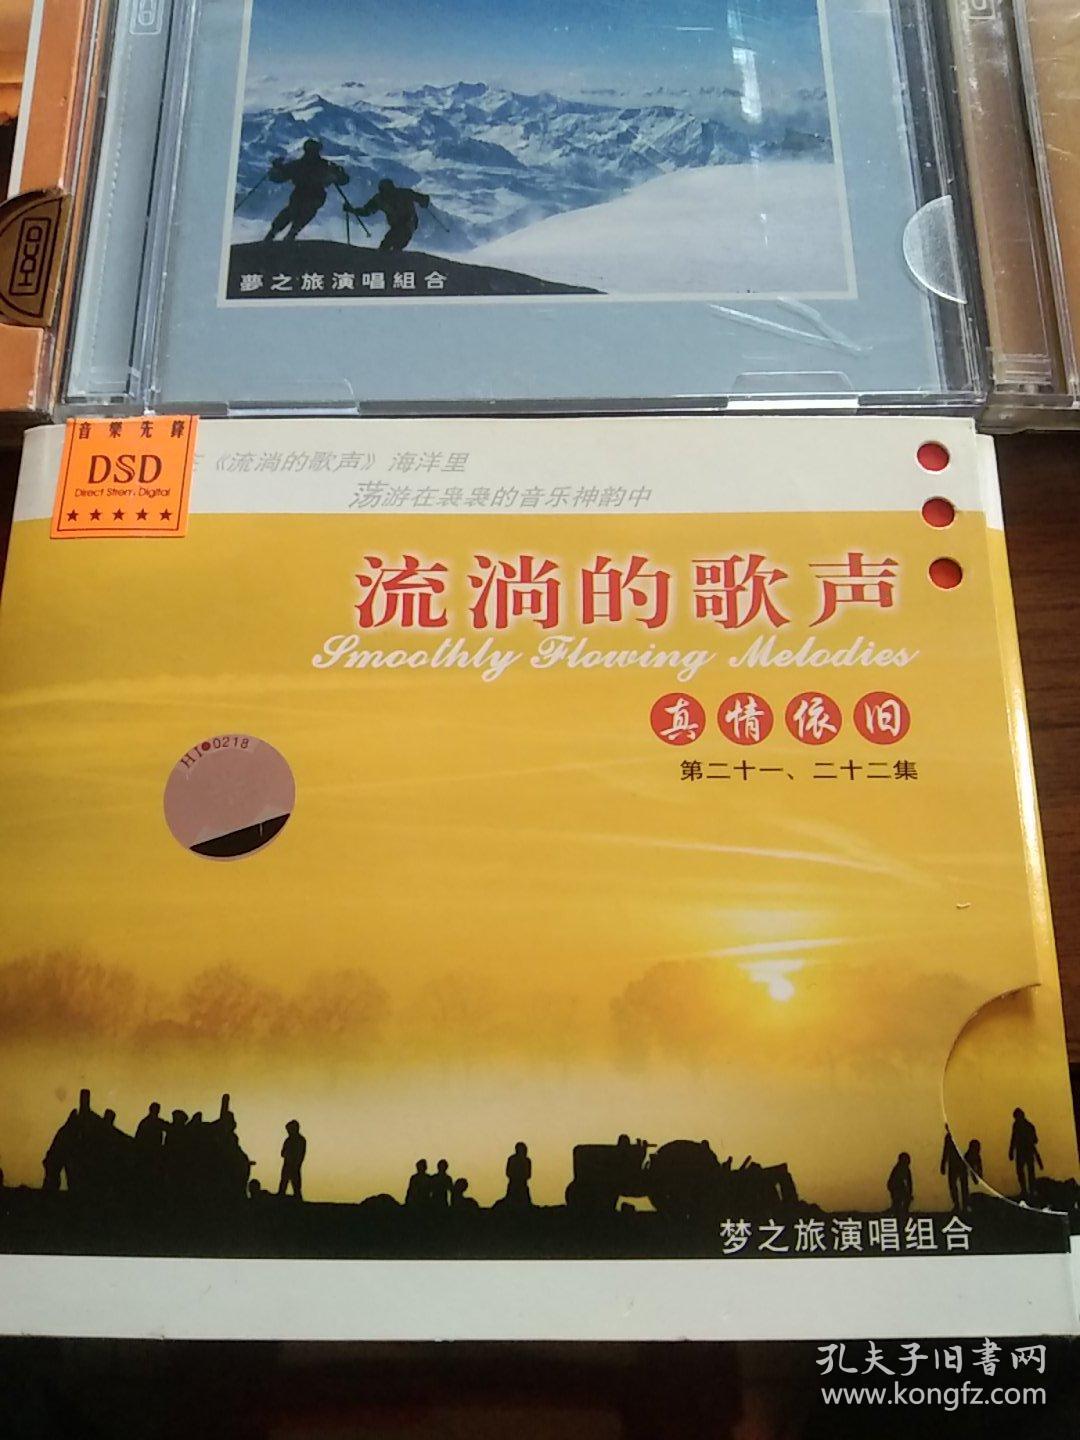 HDCD
夢之旅演唱組合
音樂先鋒
DSD
Direct Strem Digital
《流淌的歌声》海洋里
荡游在袅袅的音乐神韵中
流淌的歌声
Smoothly Flowing Melodies
真情依旧
第二十一、二十二集
HI 0218
梦之旅演唱组合
孔夫子旧書网
www.kongfz.com